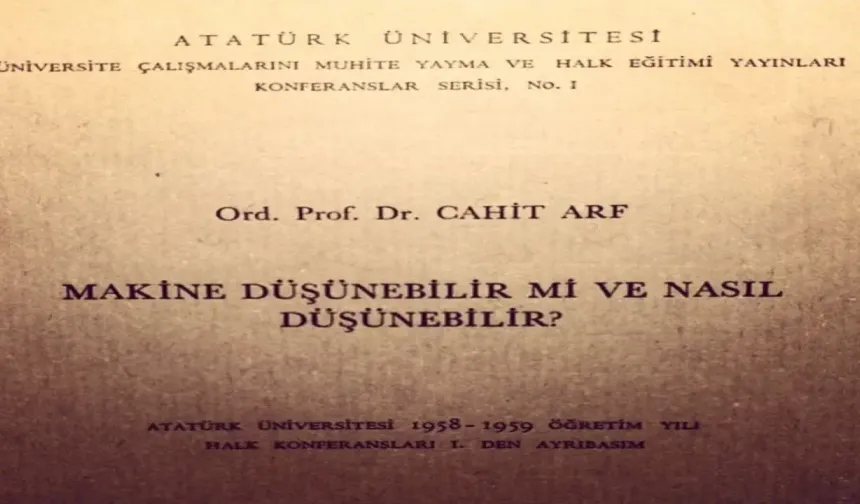 ATATÜRK ÜNİVERSİTESİ
ÜNİVERSİTE ÇALIŞMALARINI MUHİTE YAYMA VE HALK EĞİTİMİ YAYINLARI
KONFERANSLAR SERİSİ, No. I
Ord. Prof. Dr. CAHİT ARF
MAKİNE DÜŞÜNEBİLİR Mİ VE NASIL
DÜŞÜNEBİLİR?
ATATÜRK ÜNİVERSİTESİ 1958-1959 ÖĞRETİM YILI
HALK KONFERANSLARI I. DEN AYRIBASIM